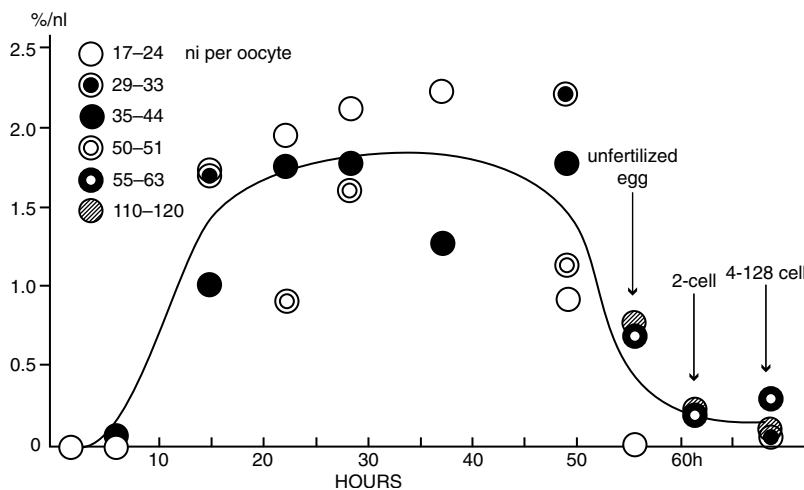 %/nl
2.5
2.0
1.5
1.0
0.5
0
17–24 ni per oocyte
29–33
35–44
50–51
55–63
110–120
unfertilized
egg
2-cell
4-128 cell
10 20 30 40 50 60h
HOURS